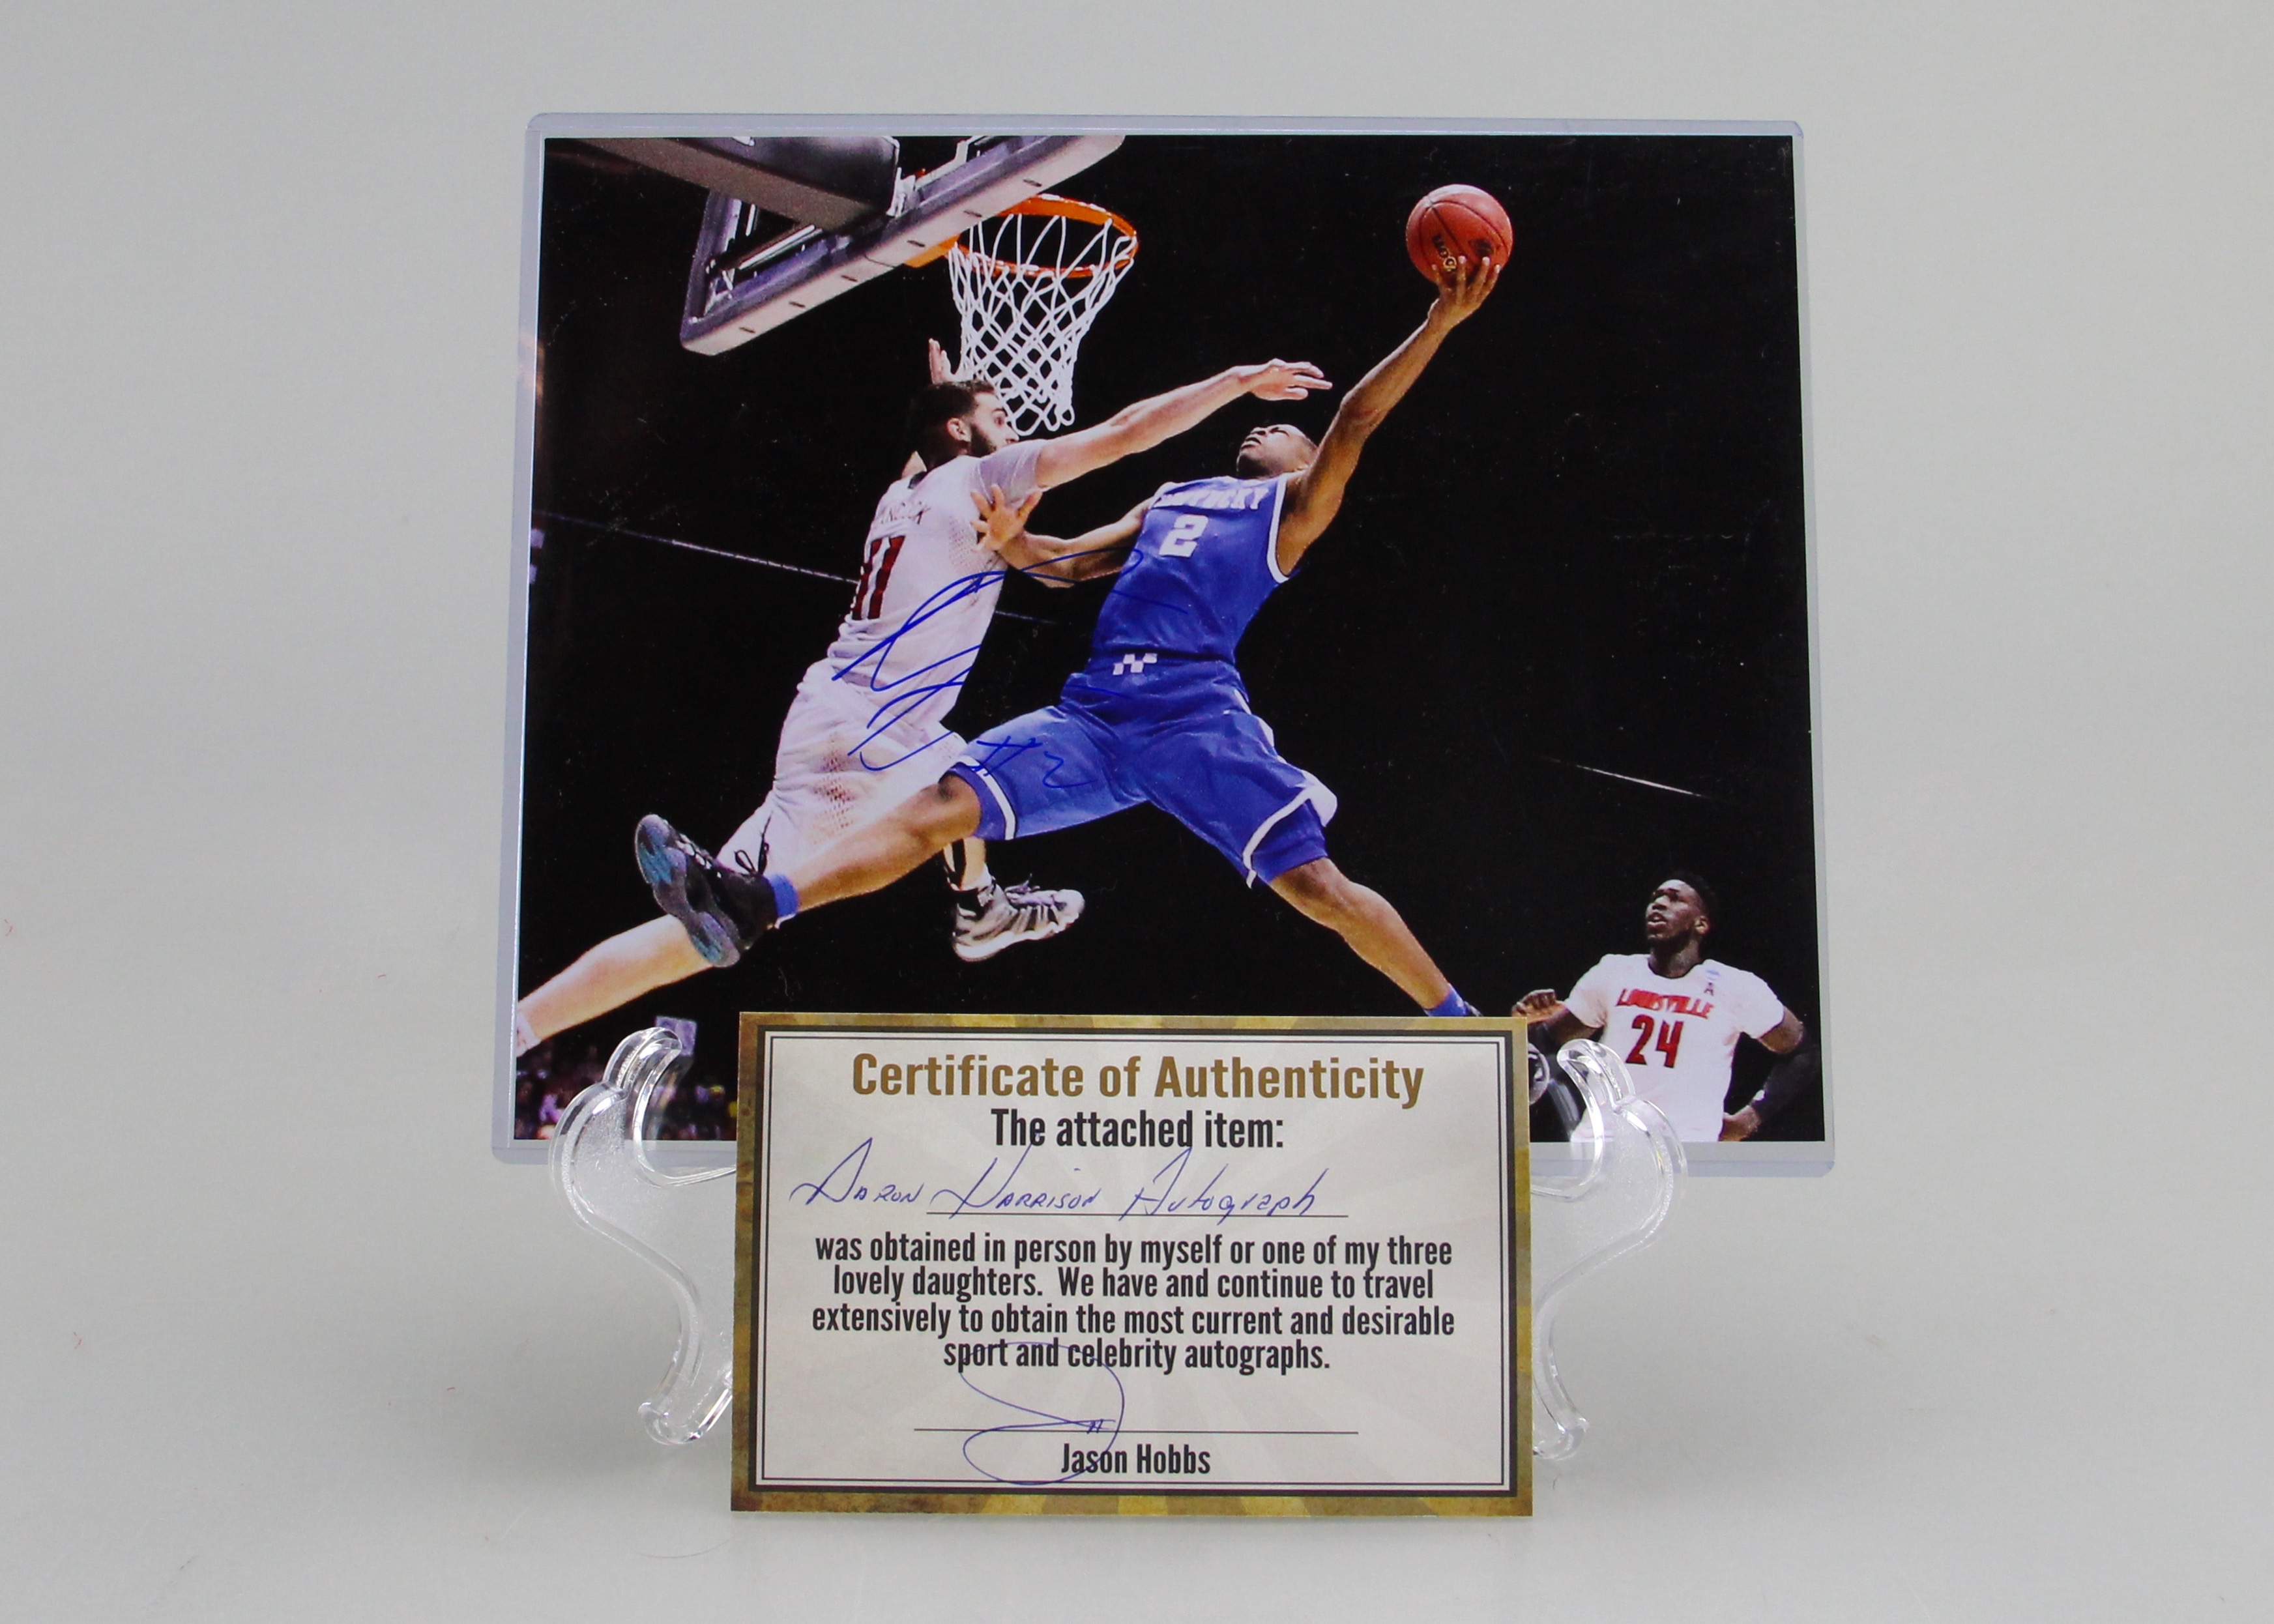 KENTUCKY
2
11
#2
LOUISVILLE
24
Certificate of Authenticity
The attached item:
Aaron Harrison Autograph
was obtained in person by myself or one of my three
lovely daughters. We have and continue to travel
extensively to obtain the most current and desirable
sport and celebrity autographs.
Jason Hobbs